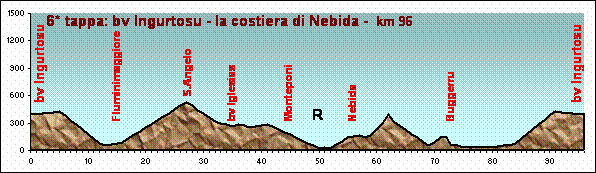 6* tappa: bv Ingurtosu - la costiera di Nebida - km 96
1500
1200
900
600
300
0
bv Ingurtosu
Fluminimaggiore
S.Angelo
bv Iglesias
Monteponi
R
Nebida
Buggerru
bv Ingurtosu
0 10 20 30 40 50 60 70 80 90